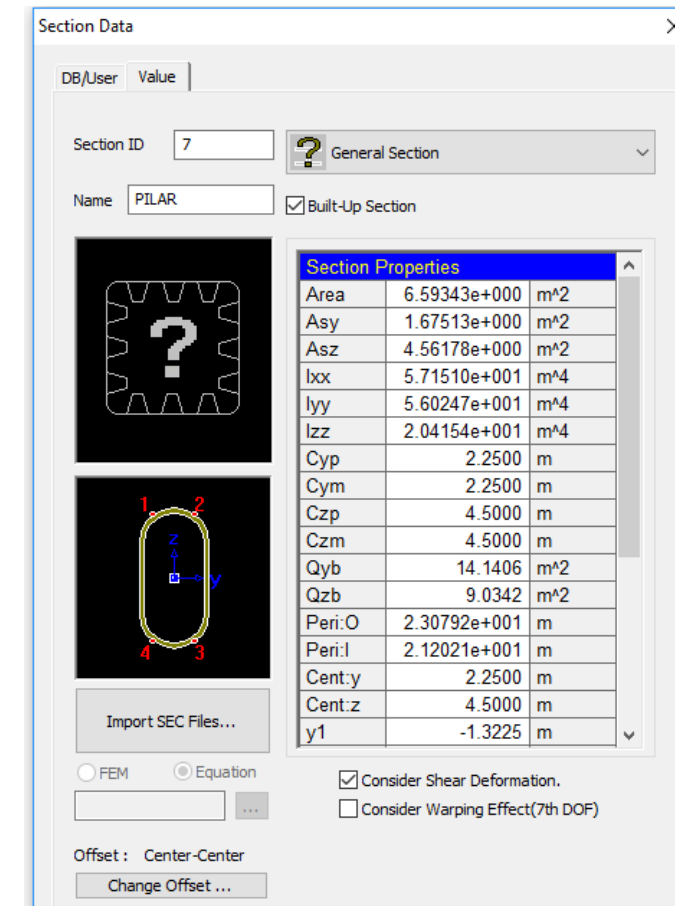 Section Data
DB/User Value
Section ID 7 General Section
Name PILAR Built-Up Section
Section Properties
Area 6.59343e+000 m^2
Asy 1.67513e+000 m^2
Asz 4.56178e+000 m^2
Ixx 5.71510e+001 m^4
Iyy 5.60247e+001 m^4
Izz 2.04154e+001 m^4
Cyp 2.2500 m
Cym 2.2500 m
Czp 4.5000 m
Czm 4.5000 m
Qyb 14.1406 m^2
Qzb 9.0342 m^2
Peri:O 2.30792e+001 m
Peri:I 2.12021e+001 m
Cent:y 2.2500 m
Cent:z 4.5000 m
y1 -1.3225 m
?
1 2
z
y
4 3
Import SEC Files...
FEM Equation
...
Consider Shear Deformation.
Consider Warping Effect(7th DOF)
Offset : Center-Center
Change Offset ...